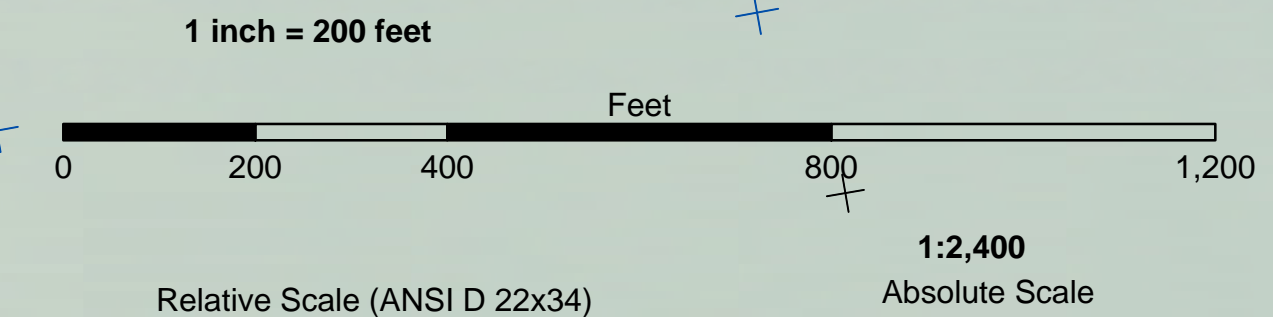 1 inch = 200 feet
Feet
0 200 400 800 1,200
1:2,400
Absolute Scale
Relative Scale (ANSI D 22x34)